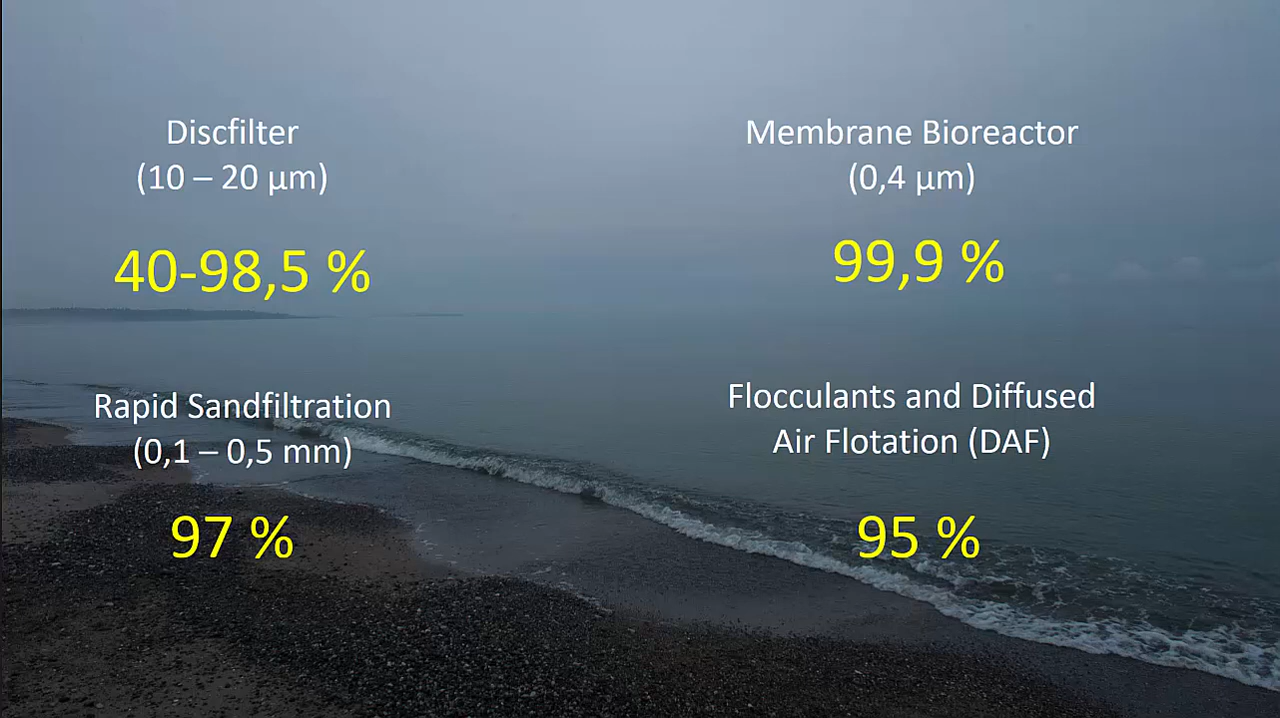 Discfilter
(10 – 20 µm)
40-98,5 %
Membrane Bioreactor
(0,4 µm)
99,9 %
Rapid Sandfiltration
(0,1 – 0,5 mm)
97 %
Flocculants and Diffused
Air Flotation (DAF)
95 %